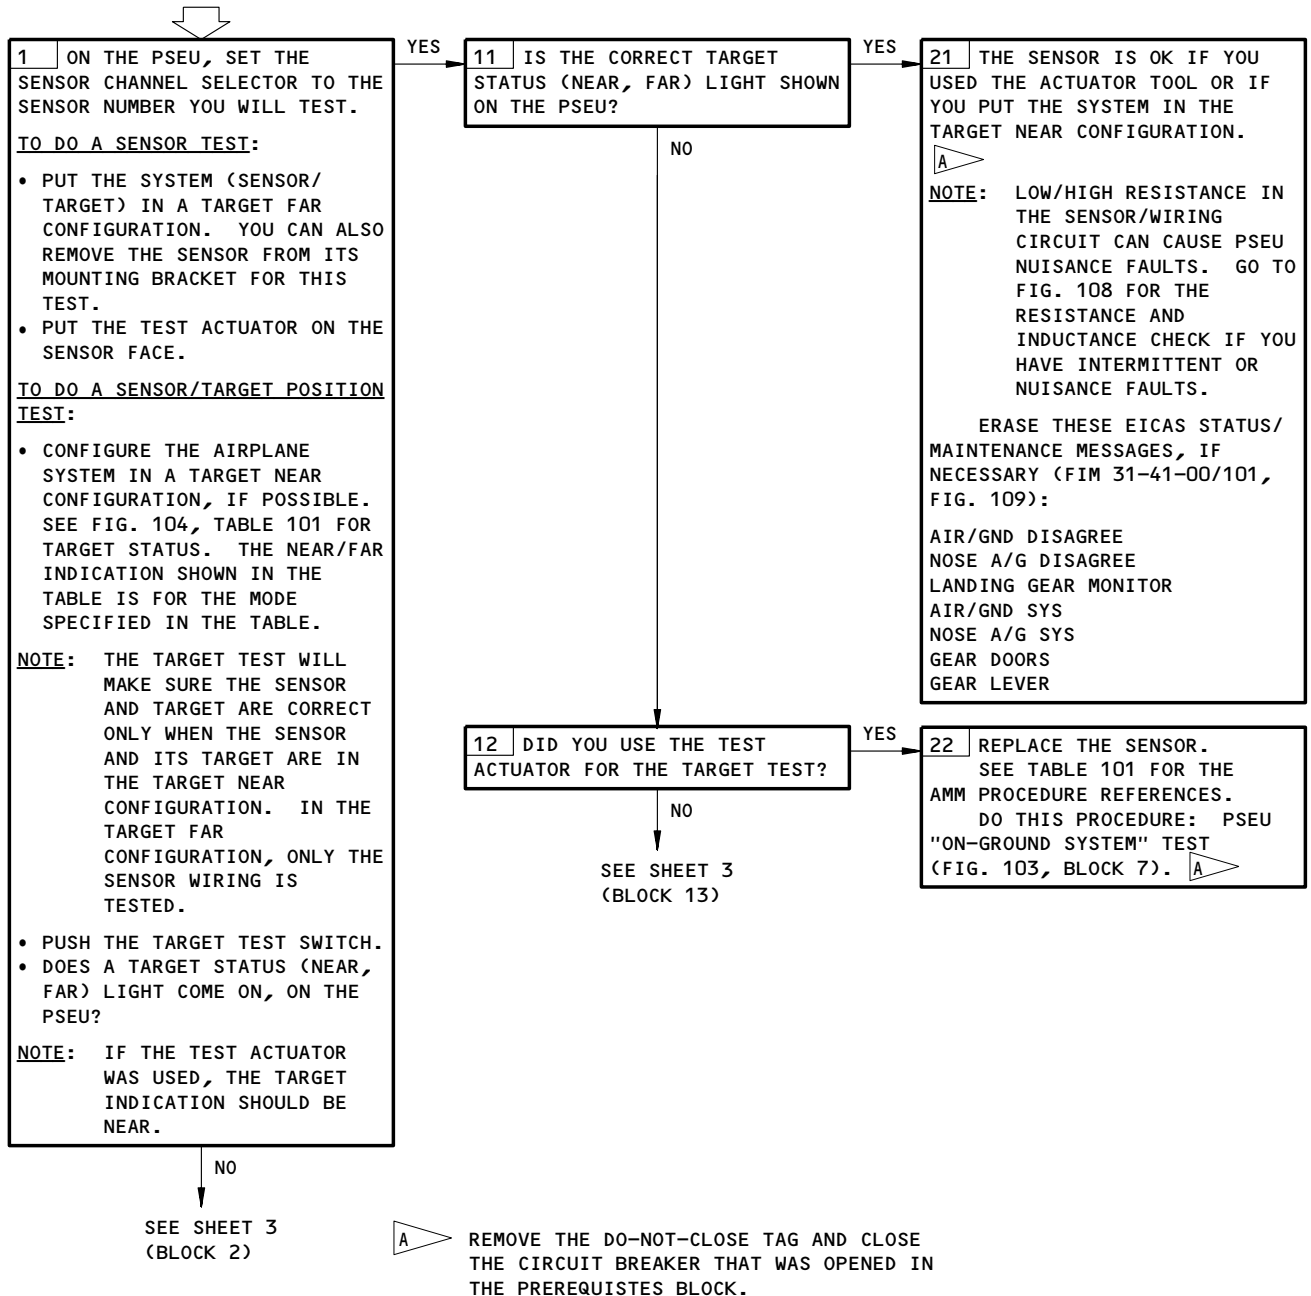 1 ON THE PSEU, SET THE
SENSOR CHANNEL SELECTOR TO THE
SENSOR NUMBER YOU WILL TEST.
TO DO A SENSOR TEST:
• PUT THE SYSTEM (SENSOR/
TARGET) IN A TARGET FAR
CONFIGURATION. YOU CAN ALSO
REMOVE THE SENSOR FROM ITS
MOUNTING BRACKET FOR THIS
TEST.
• PUT THE TEST ACTUATOR ON THE
SENSOR FACE.
TO DO A SENSOR/TARGET POSITION
TEST:
• CONFIGURE THE AIRPLANE
SYSTEM IN A TARGET NEAR
CONFIGURATION, IF POSSIBLE.
SEE FIG. 104, TABLE 101 FOR
TARGET STATUS. THE NEAR/FAR
INDICATION SHOWN IN THE
TABLE IS FOR THE MODE
SPECIFIED IN THE TABLE.
NOTE: THE TARGET TEST WILL
MAKE SURE THE SENSOR
AND TARGET ARE CORRECT
ONLY WHEN THE SENSOR
AND ITS TARGET ARE IN
THE TARGET NEAR
CONFIGURATION. IN THE
TARGET FAR
CONFIGURATION, ONLY THE
SENSOR WIRING IS
TESTED.
• PUSH THE TARGET TEST SWITCH.
• DOES A TARGET STATUS (NEAR,
FAR) LIGHT COME ON, ON THE
PSEU?
NOTE: IF THE TEST ACTUATOR
WAS USED, THE TARGET
INDICATION SHOULD BE
NEAR.
NO
SEE SHEET 3
(BLOCK 2)
YES
11 IS THE CORRECT TARGET
STATUS (NEAR, FAR) LIGHT SHOWN
ON THE PSEU?
NO
12 DID YOU USE THE TEST
ACTUATOR FOR THE TARGET TEST?
NO
SEE SHEET 3
(BLOCK 13)
YES
21 THE SENSOR IS OK IF YOU
USED THE ACTUATOR TOOL OR IF
YOU PUT THE SYSTEM IN THE
TARGET NEAR CONFIGURATION.
A
NOTE: LOW/HIGH RESISTANCE IN
THE SENSOR/WIRING
CIRCUIT CAN CAUSE PSEU
NUISANCE FAULTS. GO TO
FIG. 108 FOR THE
RESISTANCE AND
INDUCTANCE CHECK IF YOU
HAVE INTERMITTENT OR
NUISANCE FAULTS.
ERASE THESE EICAS STATUS/
MAINTENANCE MESSAGES, IF
NECESSARY (FIM 31-41-00/101,
FIG. 109):
AIR/GND DISAGREE
NOSE A/G DISAGREE
LANDING GEAR MONITOR
AIR/GND SYS
NOSE A/G SYS
GEAR DOORS
GEAR LEVER
YES
22 REPLACE THE SENSOR.
SEE TABLE 101 FOR THE
AMM PROCEDURE REFERENCES.
DO THIS PROCEDURE: PSEU
"ON-GROUND SYSTEM" TEST
(FIG. 103, BLOCK 7). A
A REMOVE THE DO-NOT-CLOSE TAG AND CLOSE
THE CIRCUIT BREAKER THAT WAS OPENED IN
THE PREREQUISTES BLOCK.